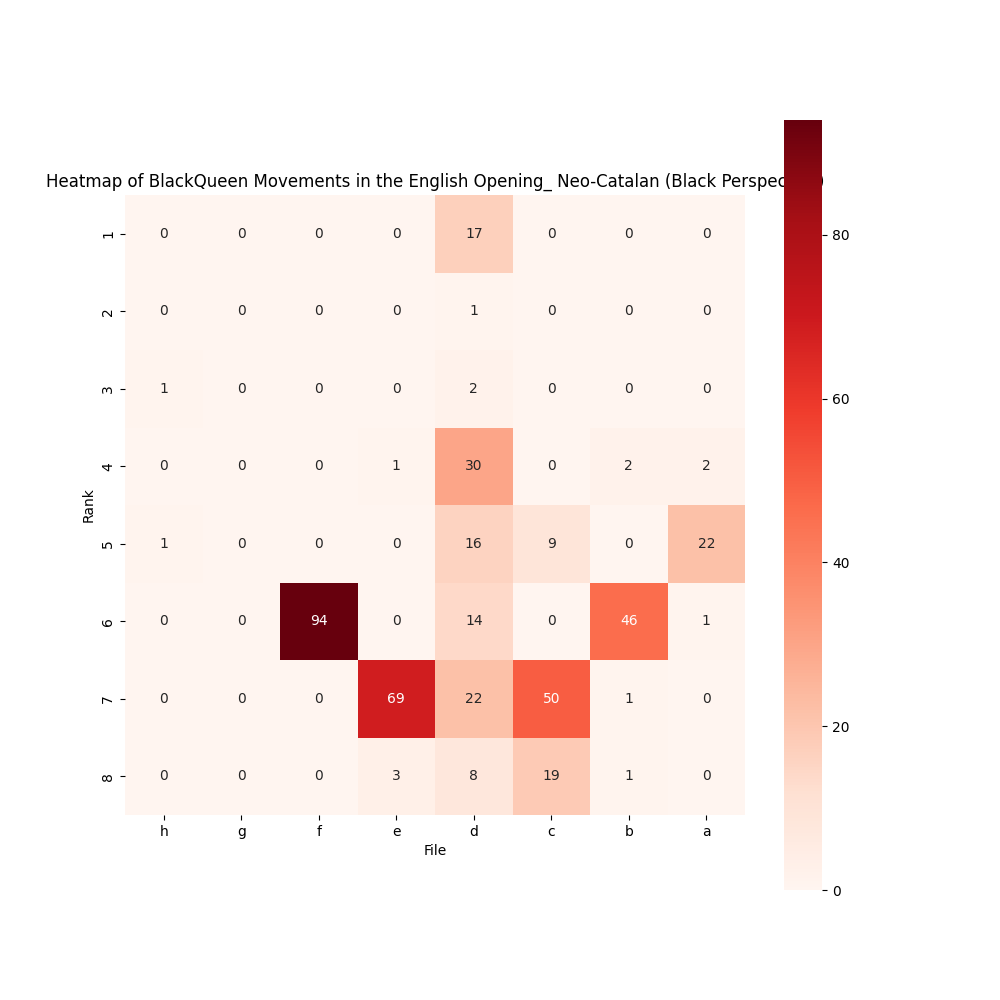 Heatmap of BlackQueen Movements in the English Opening_ Neo-Catalan (Black Perspec )
1 0 0 0 0 17 0 0 0
2 0 0 0 0 1 0 0 0
3 1 0 0 0 2 0 0 0
4 0 0 0 1 30 0 2 2
5 1 0 0 0 16 9 0 22
6 0 0 94 0 14 0 46 1
7 0 0 0 69 22 50 1 0
8 0 0 0 3 8 19 1 0
h g f e d c b a
File
Rank
80
60
40
20
0